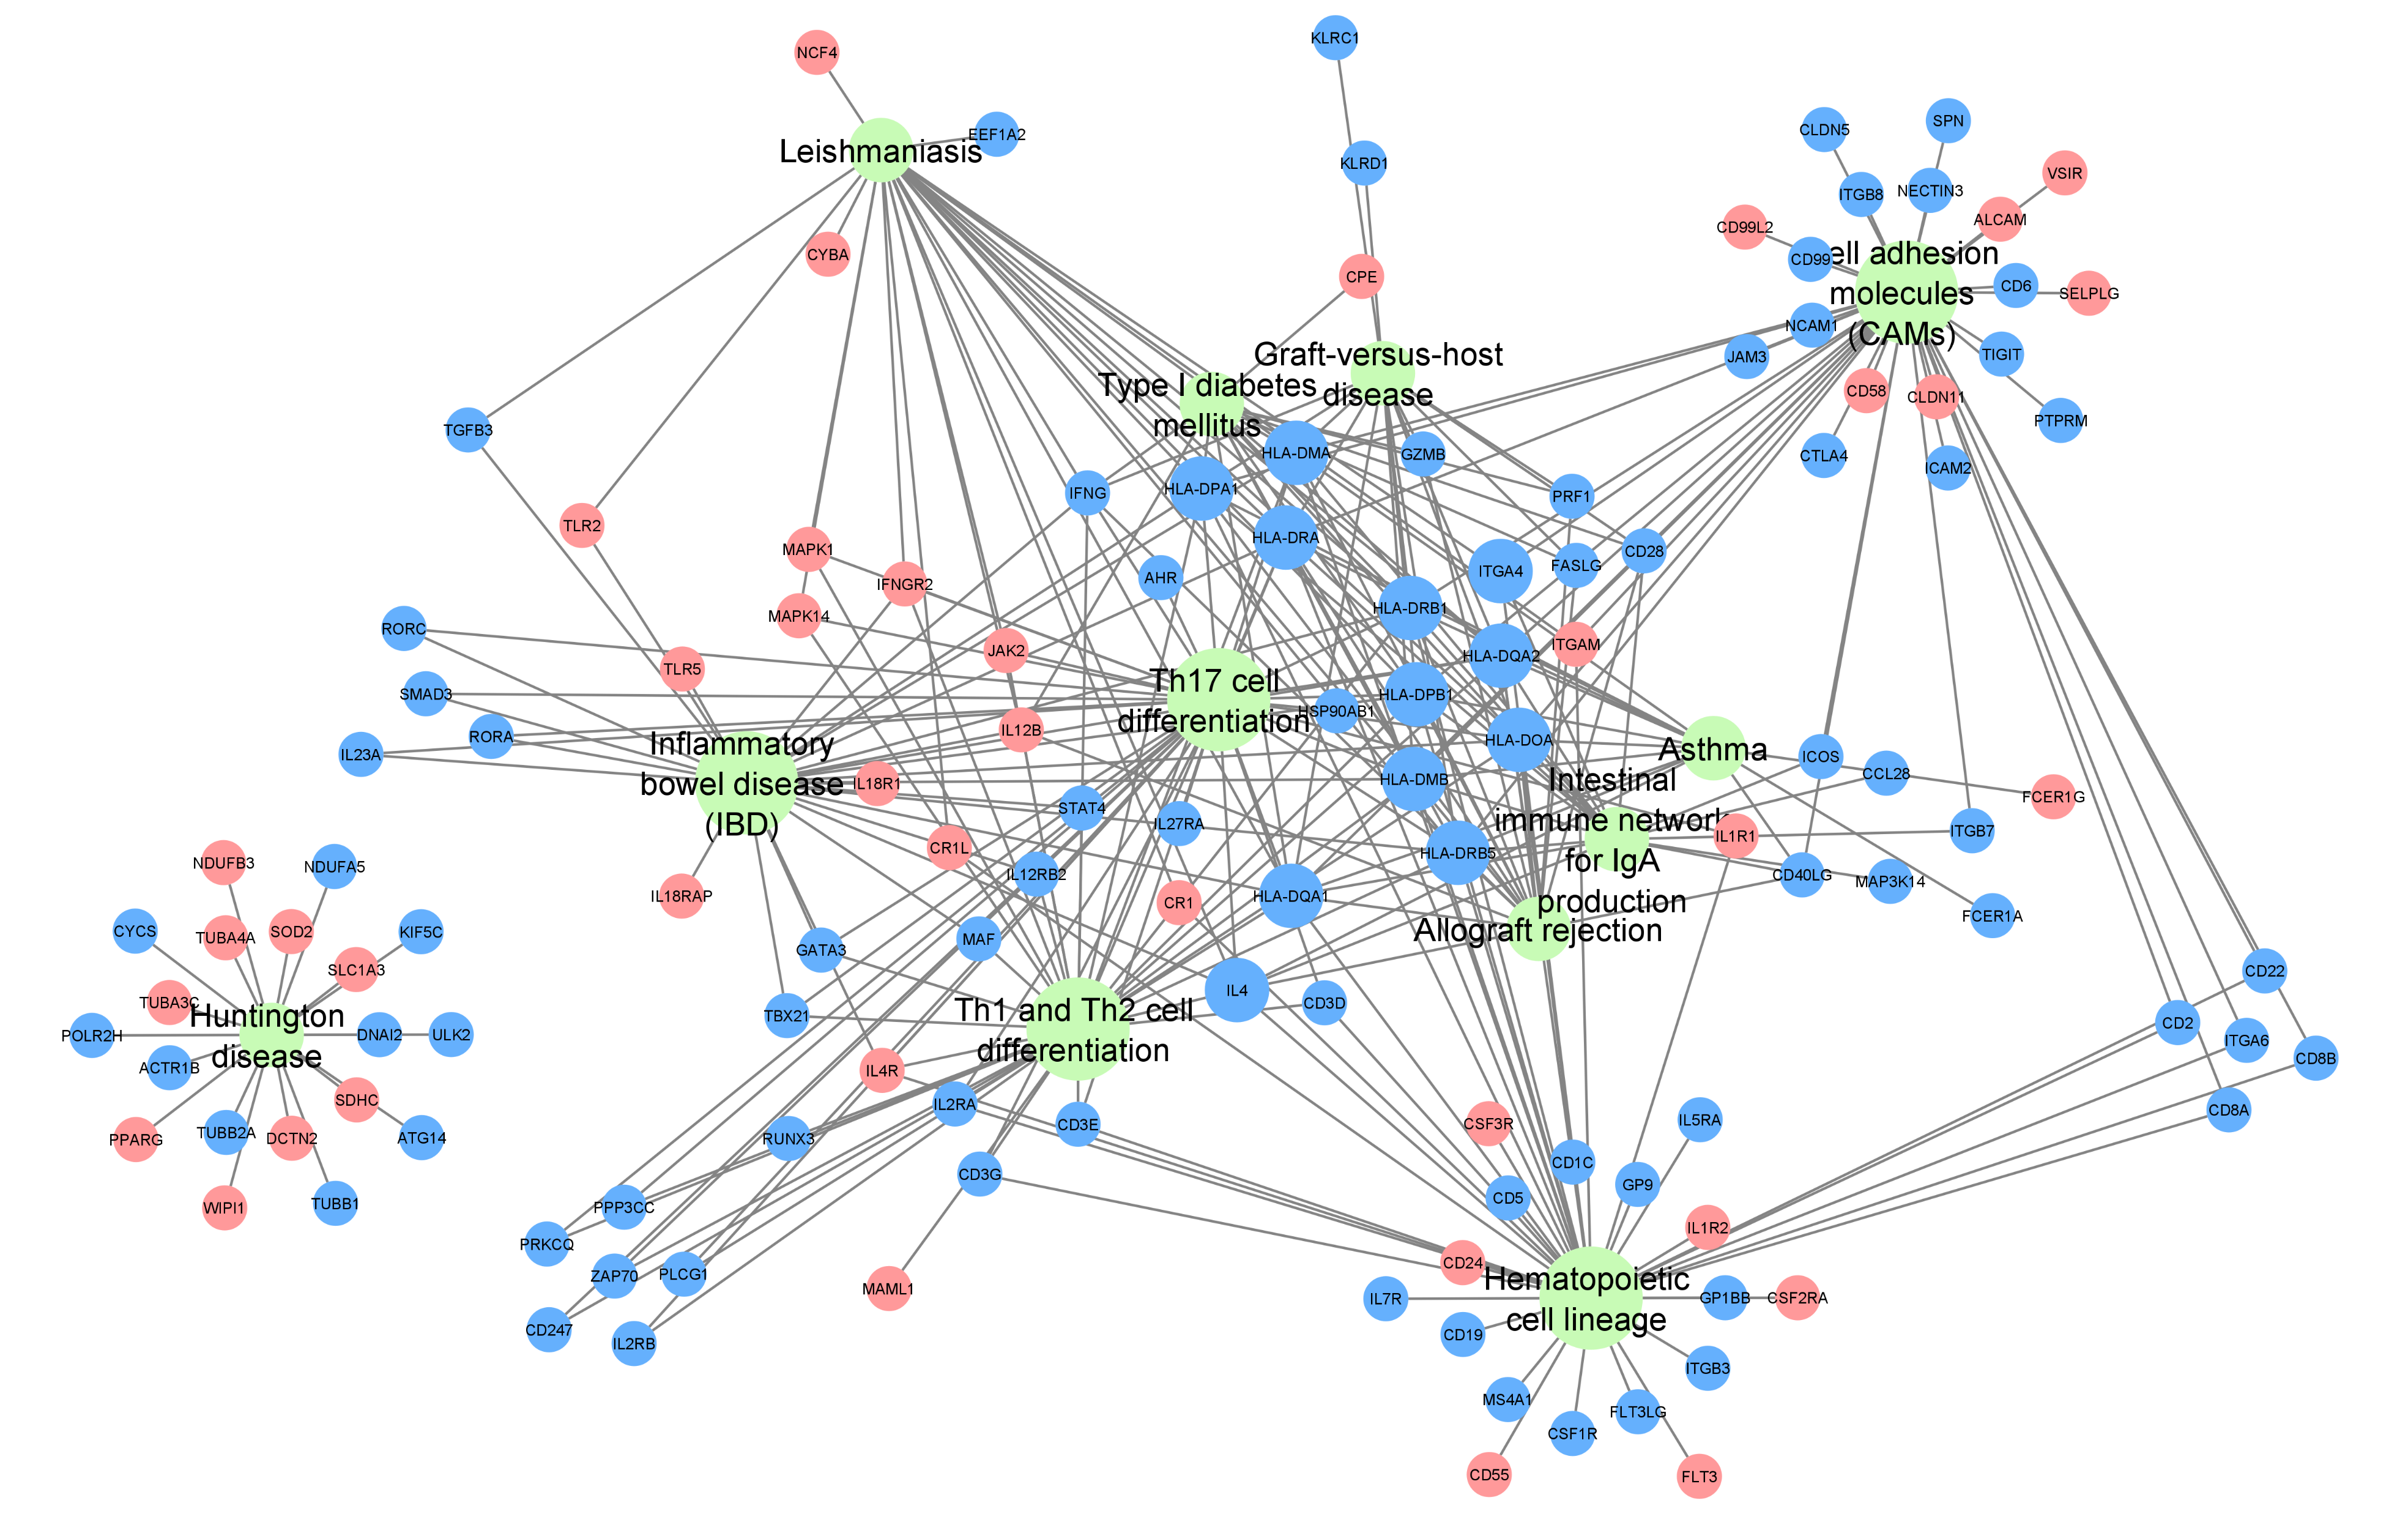 KLRC1
NCF4
SPN
CLDN5
EEF1A2
Leishmaniasis
KLRD1
VSIR
NECTIN3
ITGB8
ALCAM
CD99L2
CYBA
ell adhesion
molecules
(CAMs)
CD99
CPE
CD6
SELPLG
NCAM1
JAM3
TIGIT
Graft-versus-host
disease
Type I diabetes
mellitus
CD58
CLDN11
PTPRM
TGFB3
HLA-DMA
GZMB
CTLA4
ICAM2
HLA-DPA1
IFNG
PRF1
TLR2
HLA-DRA
MAPK1
CD28
FASLG
ITGA4
AHR
IFNGR2
HLA-DRB1
MAPK14
RORC
ITGAM
JAK2
HLA-DQA2
TLR5
Th17 cell
differentiation
SMAD3
HLA-DPB1
HSP90AB1
IL12B
RORA
HLA-DOA
IL23A
Inflammatory
bowel disease
(IBD)
Asthma
ICOS
CCL28
HLA-DMB
IL18R1
FCER1G
Intestinal
immune network
for IgA
production
STAT4
IL27RA
ITGB7
IL1R1
CR1L
HLA-DRB5
NDUFB3
NDUFA5
IL12RB2
CD40LG
MAP3K14
IL18RAP
HLA-DQA1
CR1
FCER1A
Allograft rejection
CYCS
SOD2
KIF5C
TUBA4A
MAF
GATA3
SLC1A3
CD22
IL4
TUBA3C
CD3D
TBX21
Huntington
disease
Th1 and Th2 cell
differentiation
CD2
POLR2H
DNAI2
ULK2
ITGA6
CD8B
ACTR1B
IL4R
SDHC
IL2RA
CD8A
IL5RA
CSF3R
CD3E
TUBB2A
PPARG
DCTN2
ATG14
RUNX3
CD1C
CD3G
GP9
CD5
TUBB1
WIPI1
PPP3CC
IL1R2
PRKCQ
CD24
ZAP70
PLCG1
MAML1
Hematopoietic
cell lineage
IL7R
GP1BB
CSF2RA
CD247
CD19
IL2RB
ITGB3
MS4A1
FLT3LG
CSF1R
CD55
FLT3